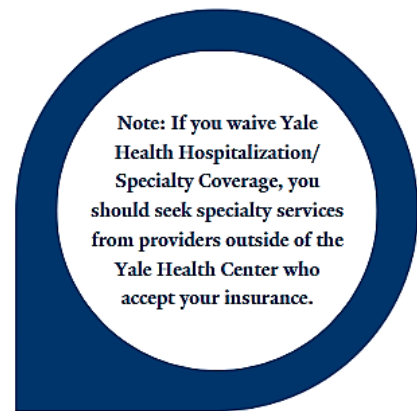 Note: If you waive Yale
Health Hospitalization/
Specialty Coverage, you
should seek specialty services
from providers outside of the
Yale Health Center who
accept your insurance.